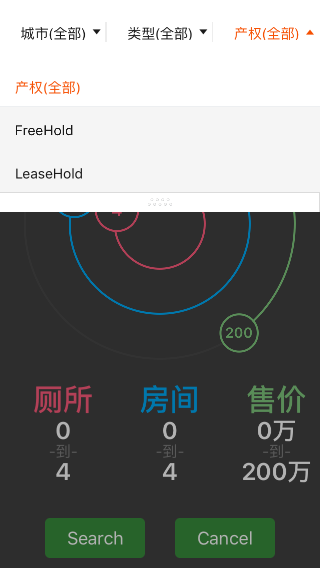 城市(全部) 类型(全部) 产权(全部)
产权(全部)
FreeHold
LeaseHold
4
200
厕所 房间 售价
0 0 0万
-到- -到- -到-
4 4 200万
Search Cancel